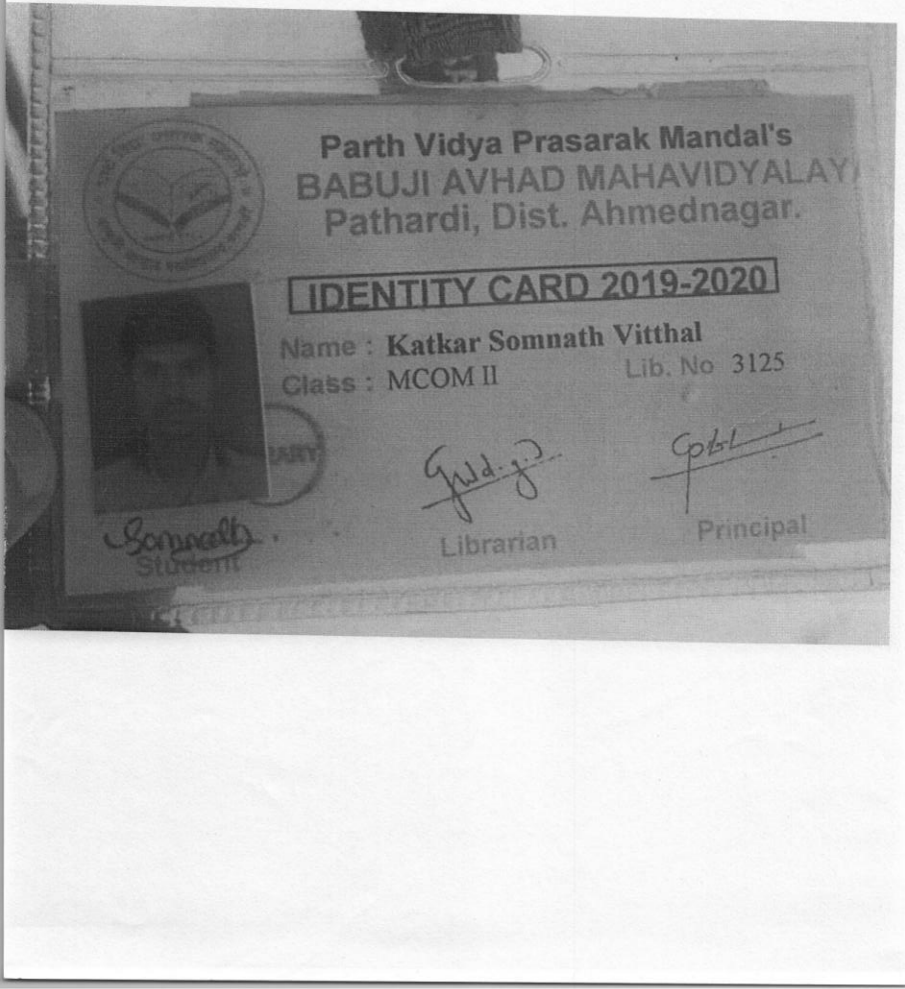 Parth Vidya Prasarak Mandal's
BABUJI AVHAD MAHAVIDYALAY
Pathardi, Dist. Ahmednagar.
IDENTITY CARD 2019-2020
Name : Katkar Somnath Vitthal
Class : MCOM II Lib. No 3125
ARY
Somnath
Student
Librarian
Principal